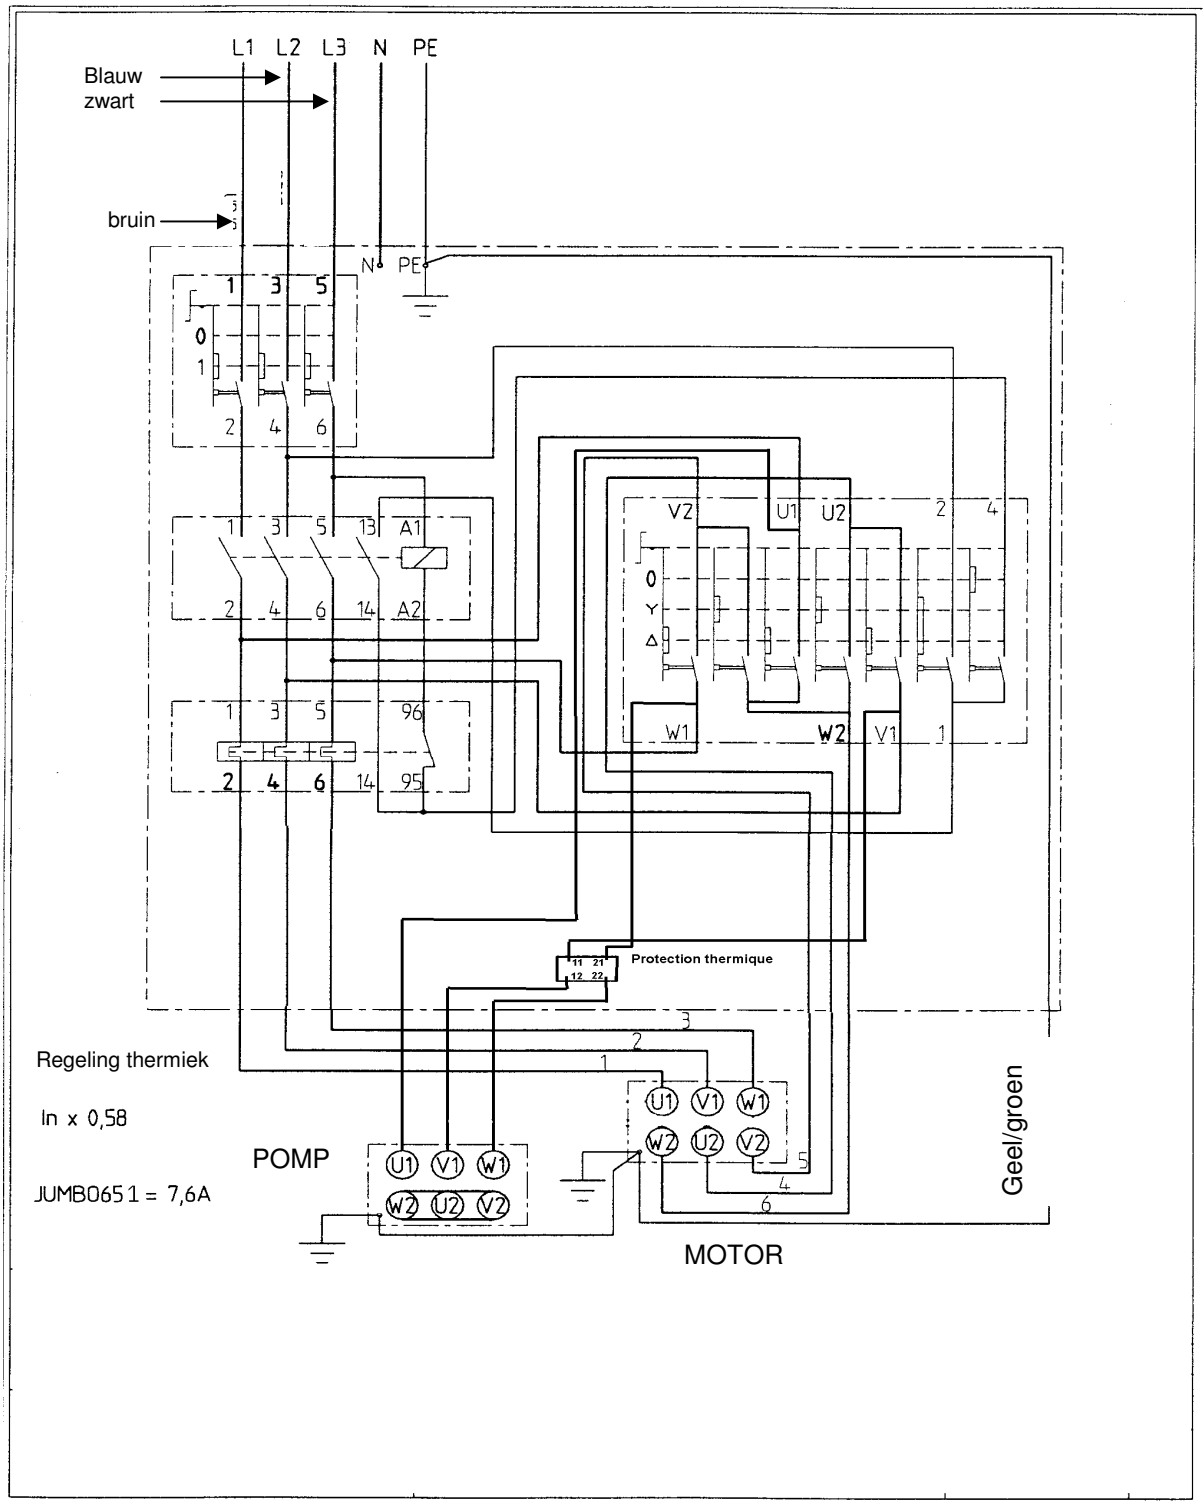 L1 L2 L3 N PE
Blauw
zwart
bruin
N PE
1 3 5
0
1
2 4 6
V2 U1 U2 2 4
1 3 5 13 A1
0
Y
Δ
2 4 6 14 A2
1 3 5 96
W1 W2 V1 1
2 4 6 14 95
11 21 Protection thermique
12 22
3
2
1
Regeling thermiek
In x 0,58
JUMBO651 = 7,6A
POMP
U1 V1 W1
W2 U2 V2
U1 V1 W1
W2 U2 V2
5
4
6
MOTOR
Geel/groen